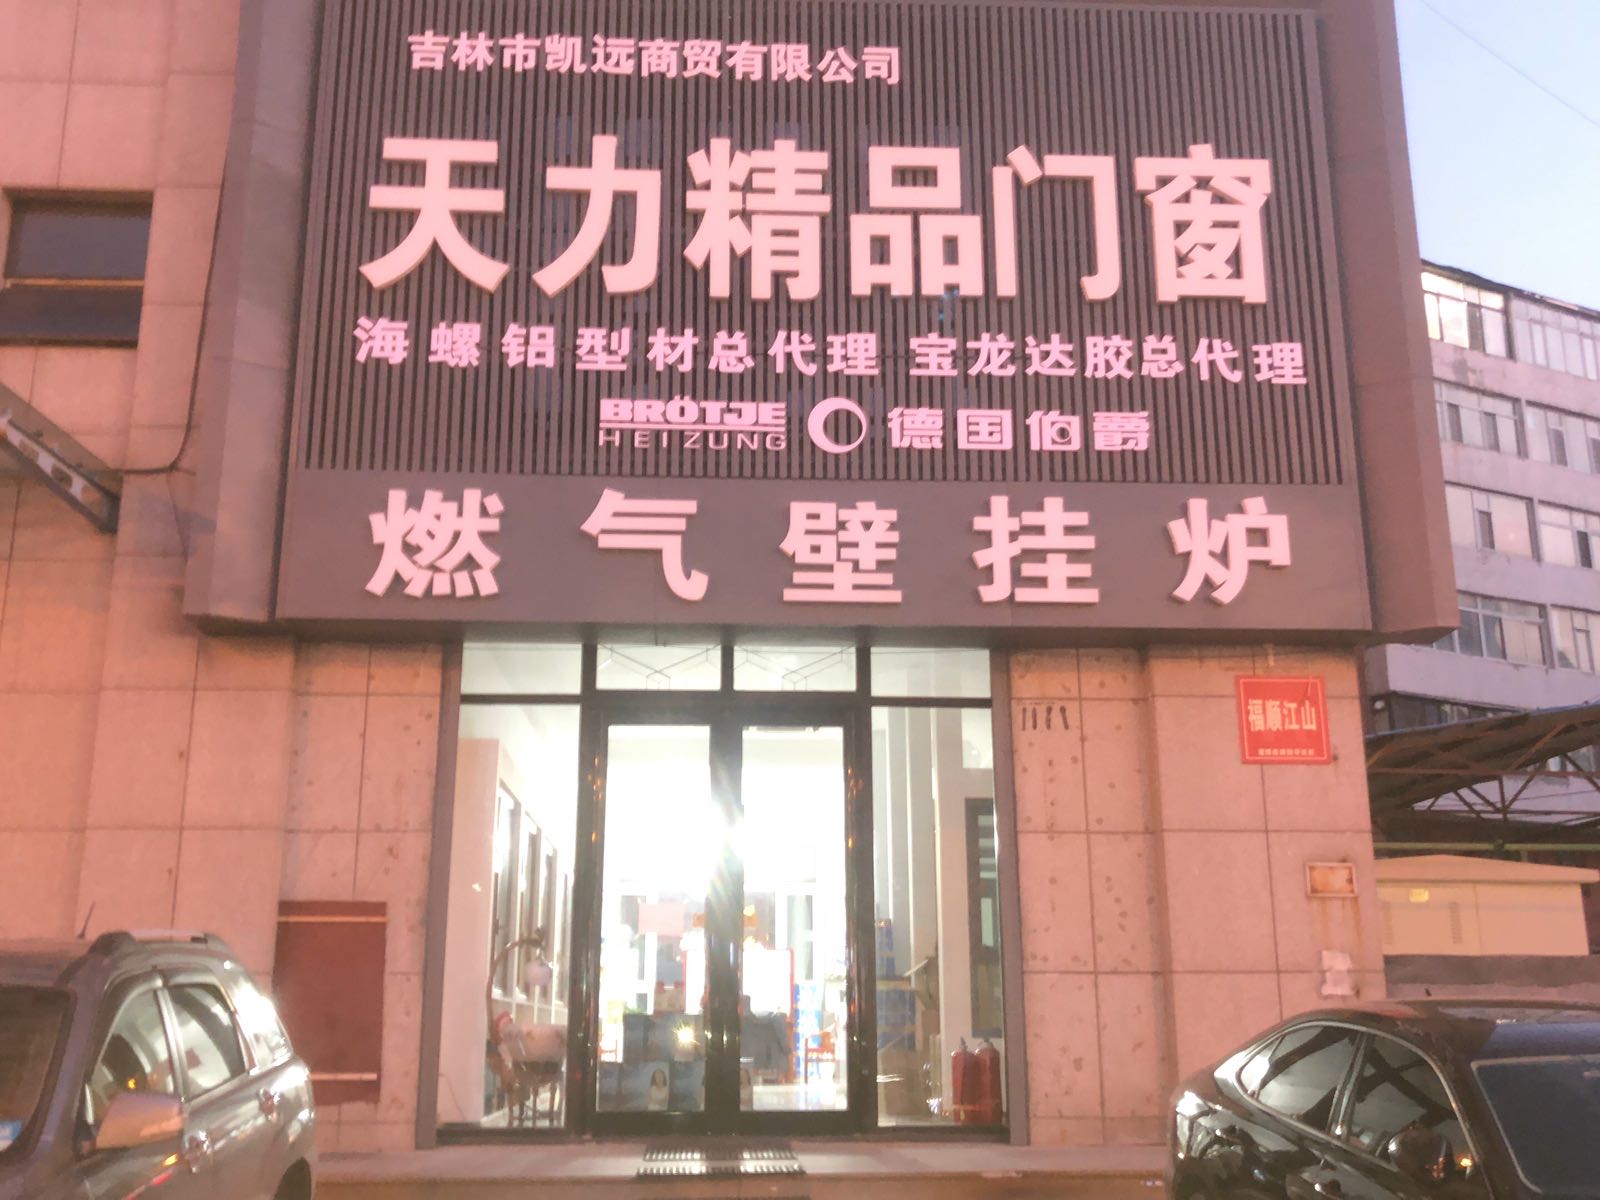 吉林市凯远商贸有限公司
天力精品门窗
海螺铝型材总代理 宝龙达胶总代理
BRÖTJE
HEIZUNG
德国伯爵
燃气壁挂炉
福顺江山